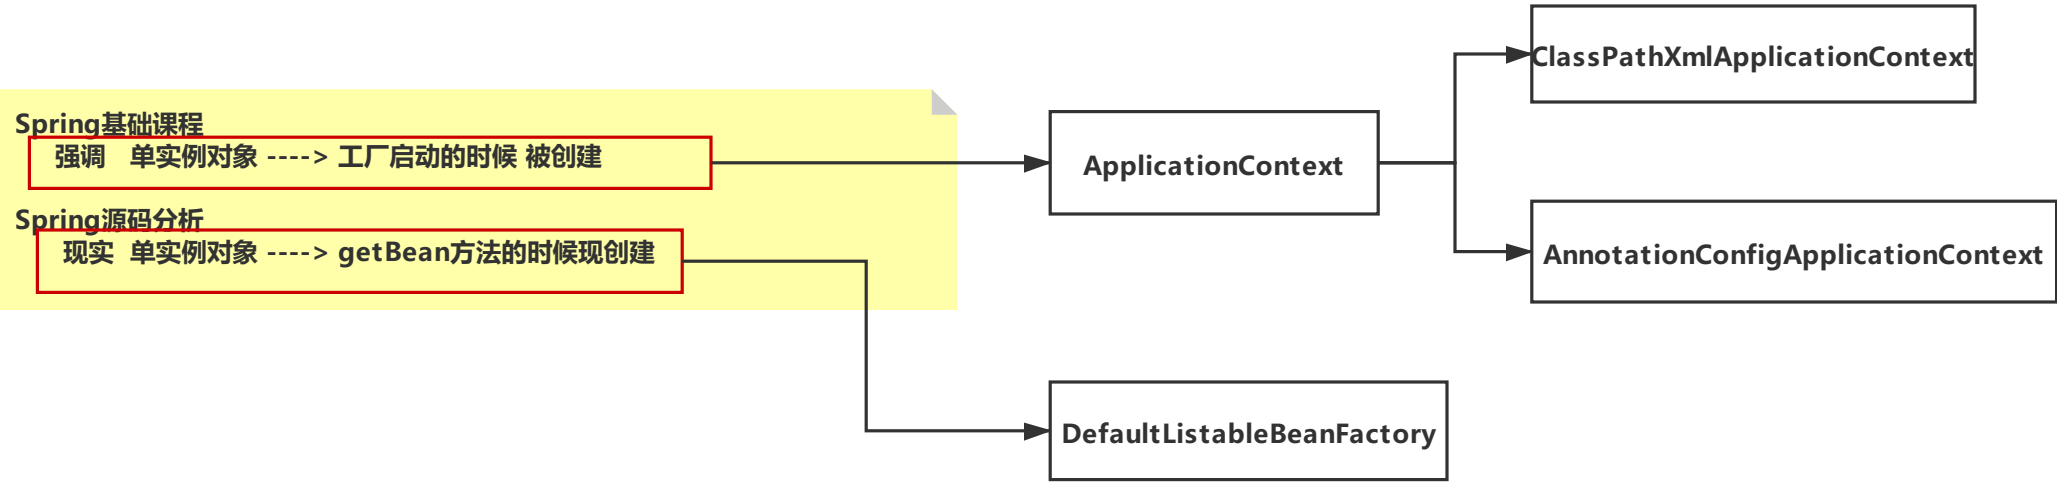 Spring基础课程
强调 单实例对象 ----> 工厂启动的时候 被创建
Spring源码分析
现实 单实例对象 ----> getBean方法的时候现创建
ApplicationContext
ClassPathXmlApplicationContext
AnnotationConfigApplicationContext
DefaultListableBeanFactory